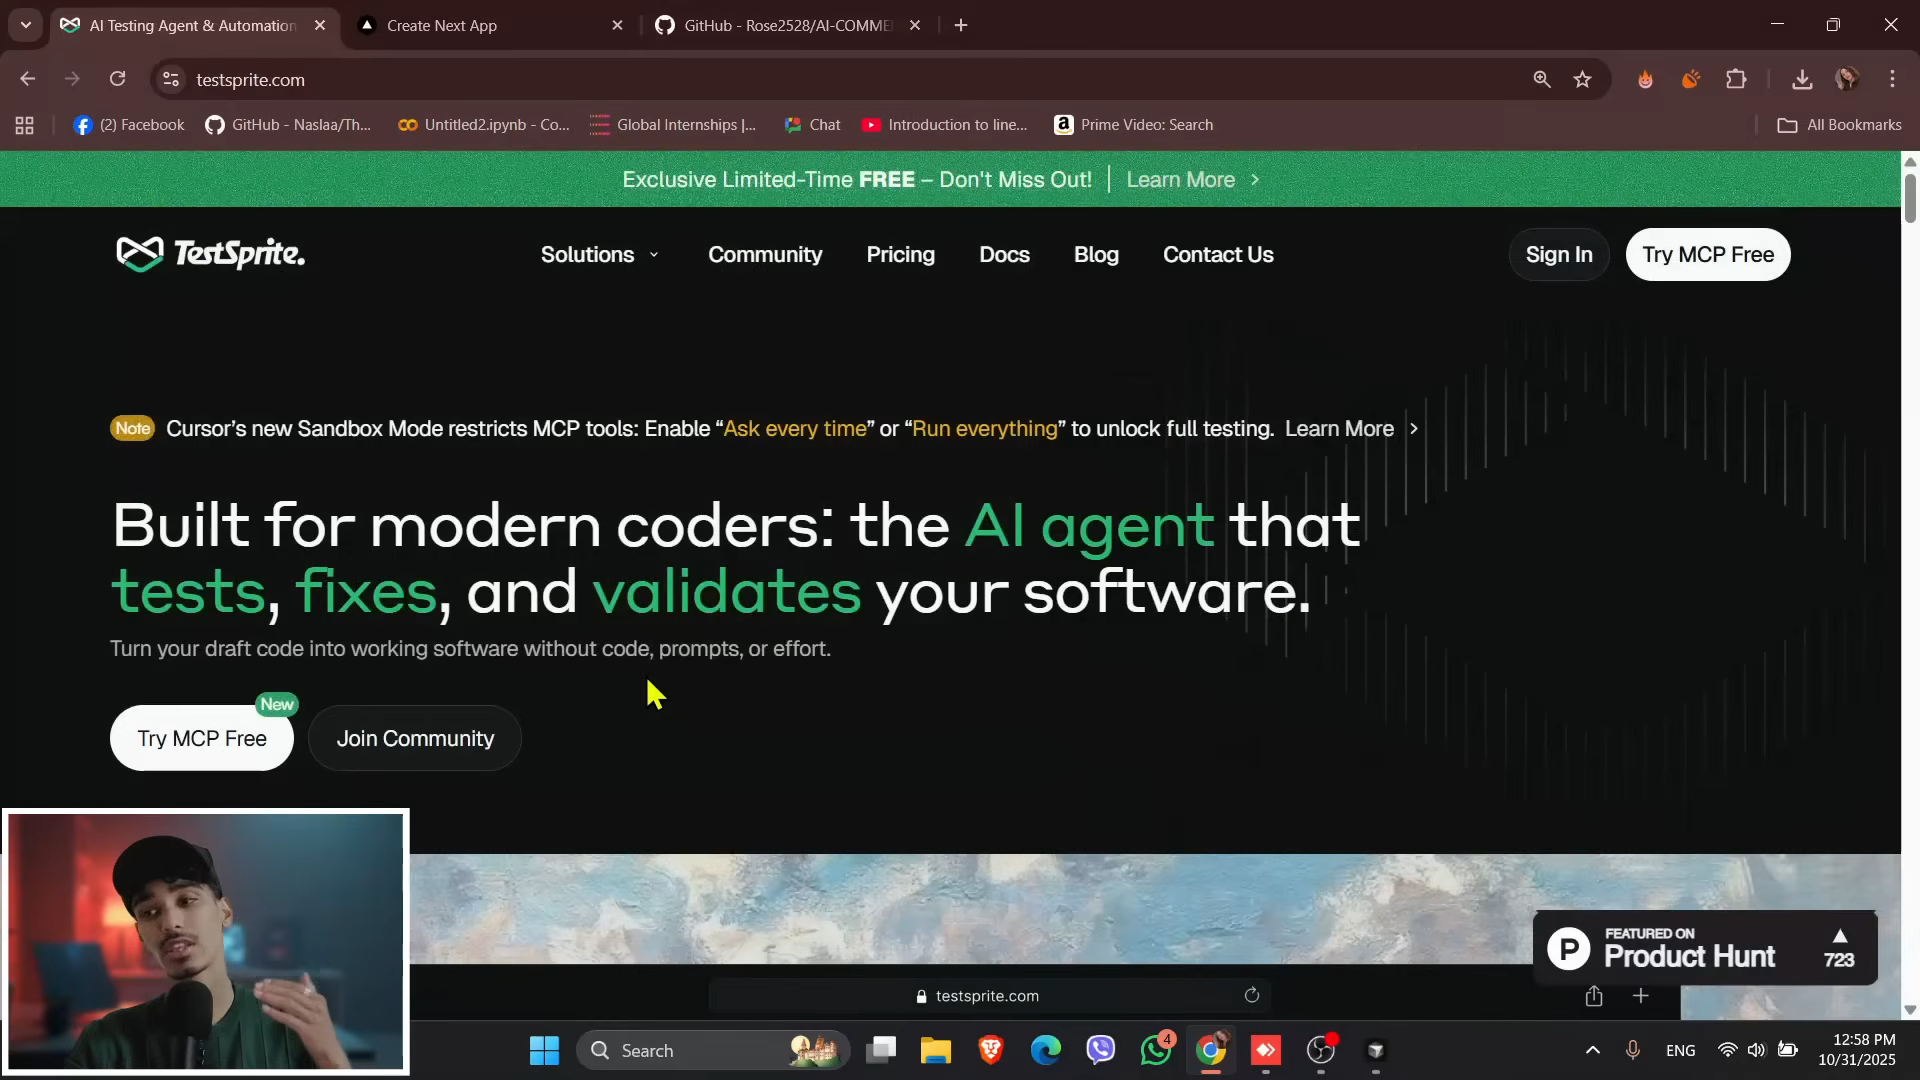 AI Testing Agent & Automation
Create Next App
GitHub - Rose2528/AI-COMME
testsprite.com
(2) Facebook
GitHub - Naslaa/Th...
Untitled2.ipynb - Co...
Global Internships |...
Chat
Introduction to line...
Prime Video: Search
All Bookmarks
Exclusive Limited-Time FREE – Don't Miss Out! | Learn More
TestSprite.
Solutions
Community
Pricing
Docs
Blog
Contact Us
Sign In
Try MCP Free
Note Cursor's new Sandbox Mode restricts MCP tools: Enable “Ask every time” or “Run everything” to unlock full testing. Learn More
Built for modern coders: the AI agent that
tests, fixes, and validates your software.
Turn your draft code into working software without code, prompts, or effort.
New
Try MCP Free
Join Community
FEATURED ON
Product Hunt
723
testsprite.com
Search
4
ENG
12:58 PM
10/31/2025